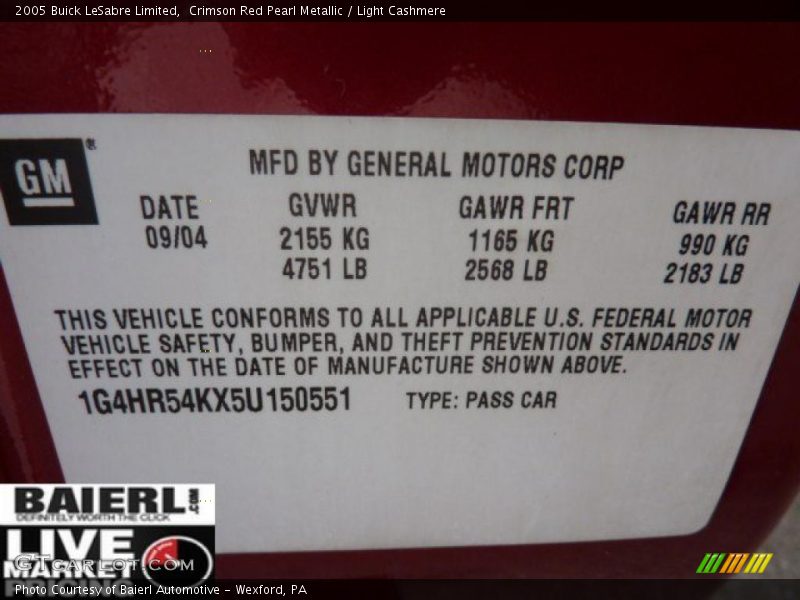 2005 Buick LeSabre Limited, Crimson Red Pearl Metallic / Light Cashmere
GM®
MFD BY GENERAL MOTORS CORP
DATE GVWR GAWR FRT GAWR RR
09/04 2155 KG 1165 KG 990 KG
4751 LB 2568 LB 2183 LB
THIS VEHICLE CONFORMS TO ALL APPLICABLE U.S. FEDERAL MOTOR
VEHICLE SAFETY, BUMPER, AND THEFT PREVENTION STANDARDS IN
EFFECT ON THE DATE OF MANUFACTURE SHOWN ABOVE.
1G4HR54KX5U150551 TYPE: PASS CAR
BAIERL.com
DEFINITELY WORTH THE CLICK
LIVE
MARKET
GTCARLOT.COM
Photo Courtesy of Baierl Automotive - Wexford, PA